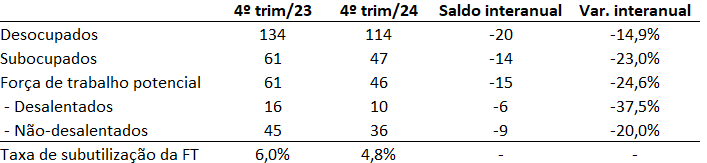 4º trim/23 4º trim/24 Saldo interanual Var. interanual
Desocupados 134 114 -20 -14,9%
Subocupados 61 47 -14 -23,0%
Força de trabalho potencial 61 46 -15 -24,6%
- Desalentados 16 10 -6 -37,5%
- Não-desalentados 45 36 -9 -20,0%
Taxa de subutilização da FT 6,0% 4,8% - -